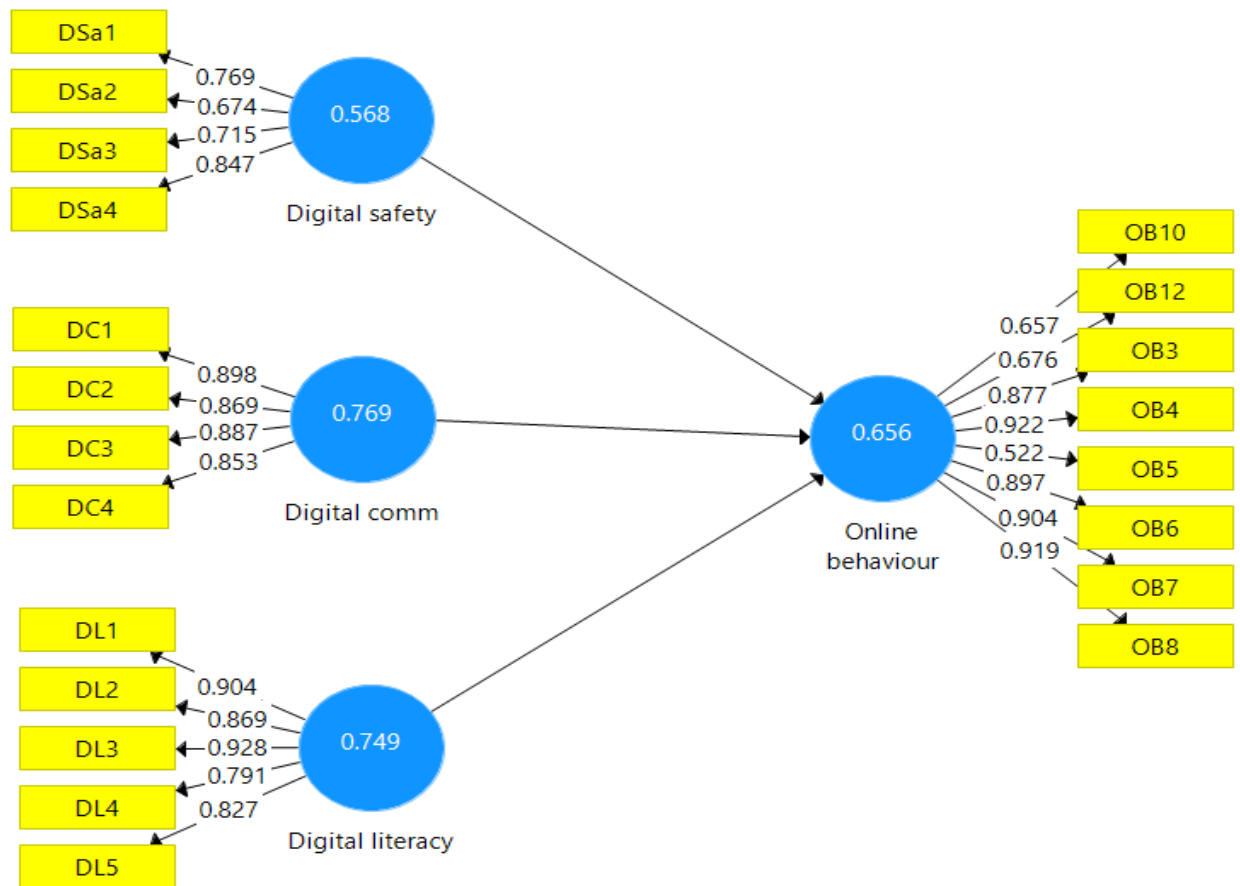 DSa1
DSa2
DSa3
DSa4
0.769
0.674
0.715
0.847
0.568
Digital safety
DC1
DC2
DC3
DC4
0.898
0.869
0.887
0.853
0.769
Digital comm
DL1
DL2
DL3
DL4
DL5
0.904
0.869
0.928
0.791
0.827
0.749
Digital literacy
0.656
Online
behaviour
0.657
0.676
0.877
0.922
0.522
0.897
0.904
0.919
OB10
OB12
OB3
OB4
OB5
OB6
OB7
OB8